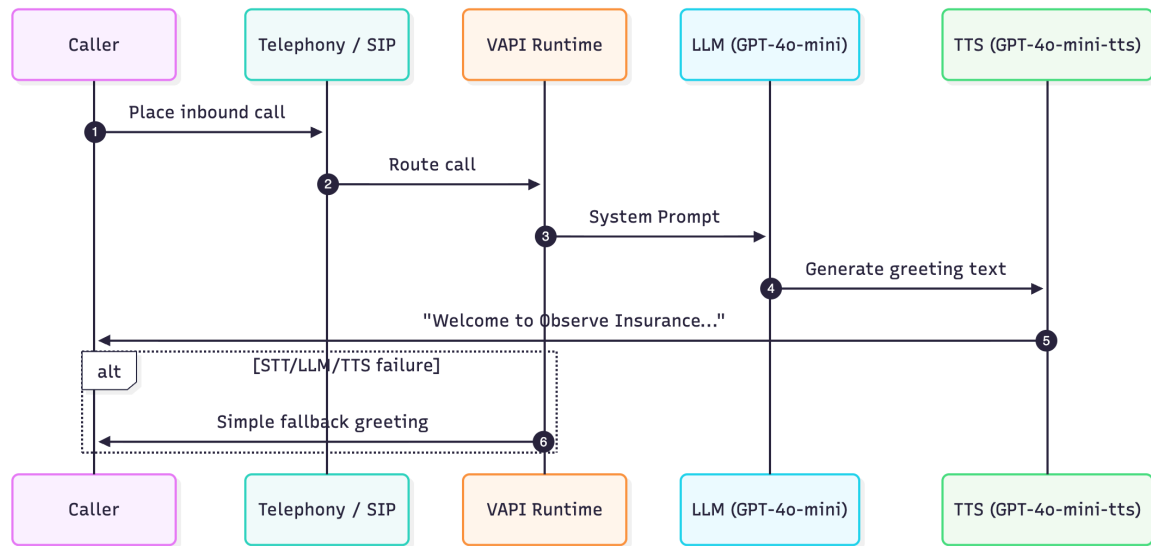 Caller
Telephony / SIP
VAPI Runtime
LLM (GPT-4o-mini)
TTS (GPT-4o-mini-tts)
Place inbound call
1
Route call
2
System Prompt
3
Generate greeting text
4
"Welcome to Observe Insurance..."
5
alt
[STT/LLM/TTS failure]
Simple fallback greeting
6
Caller
Telephony / SIP
VAPI Runtime
LLM (GPT-4o-mini)
TTS (GPT-4o-mini-tts)